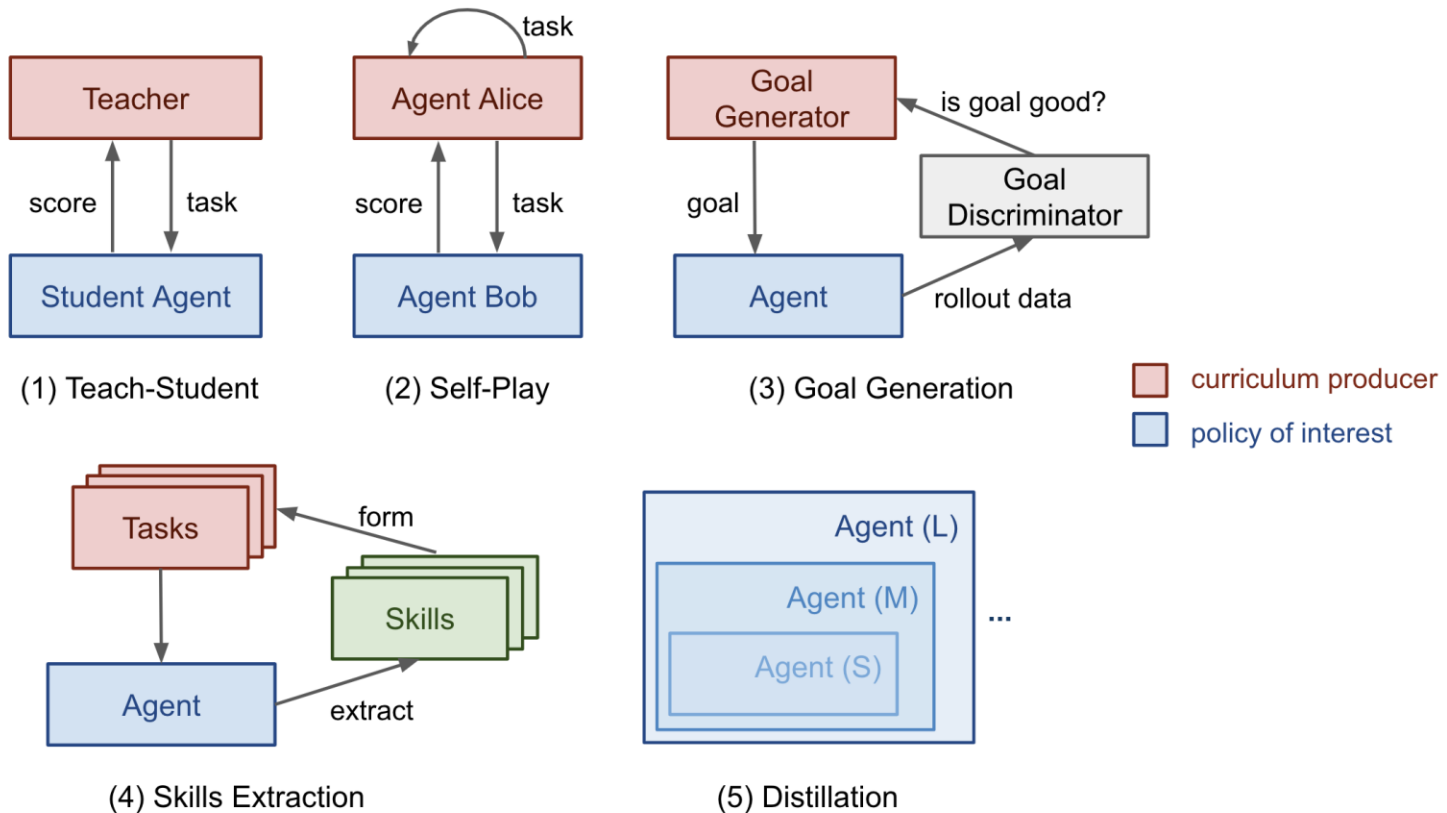 task
Teacher
Agent Alice
Goal
Generator
is goal good?
score
task
score
task
goal
Goal
Discriminator
Student Agent
Agent Bob
Agent
rollout data
(1) Teach-Student
(2) Self-Play
(3) Goal Generation
curriculum producer
policy of interest
Tasks
form
Skills
Agent
extract
(4) Skills Extraction
Agent (L)
Agent (M)
Agent (S)
...
(5) Distillation